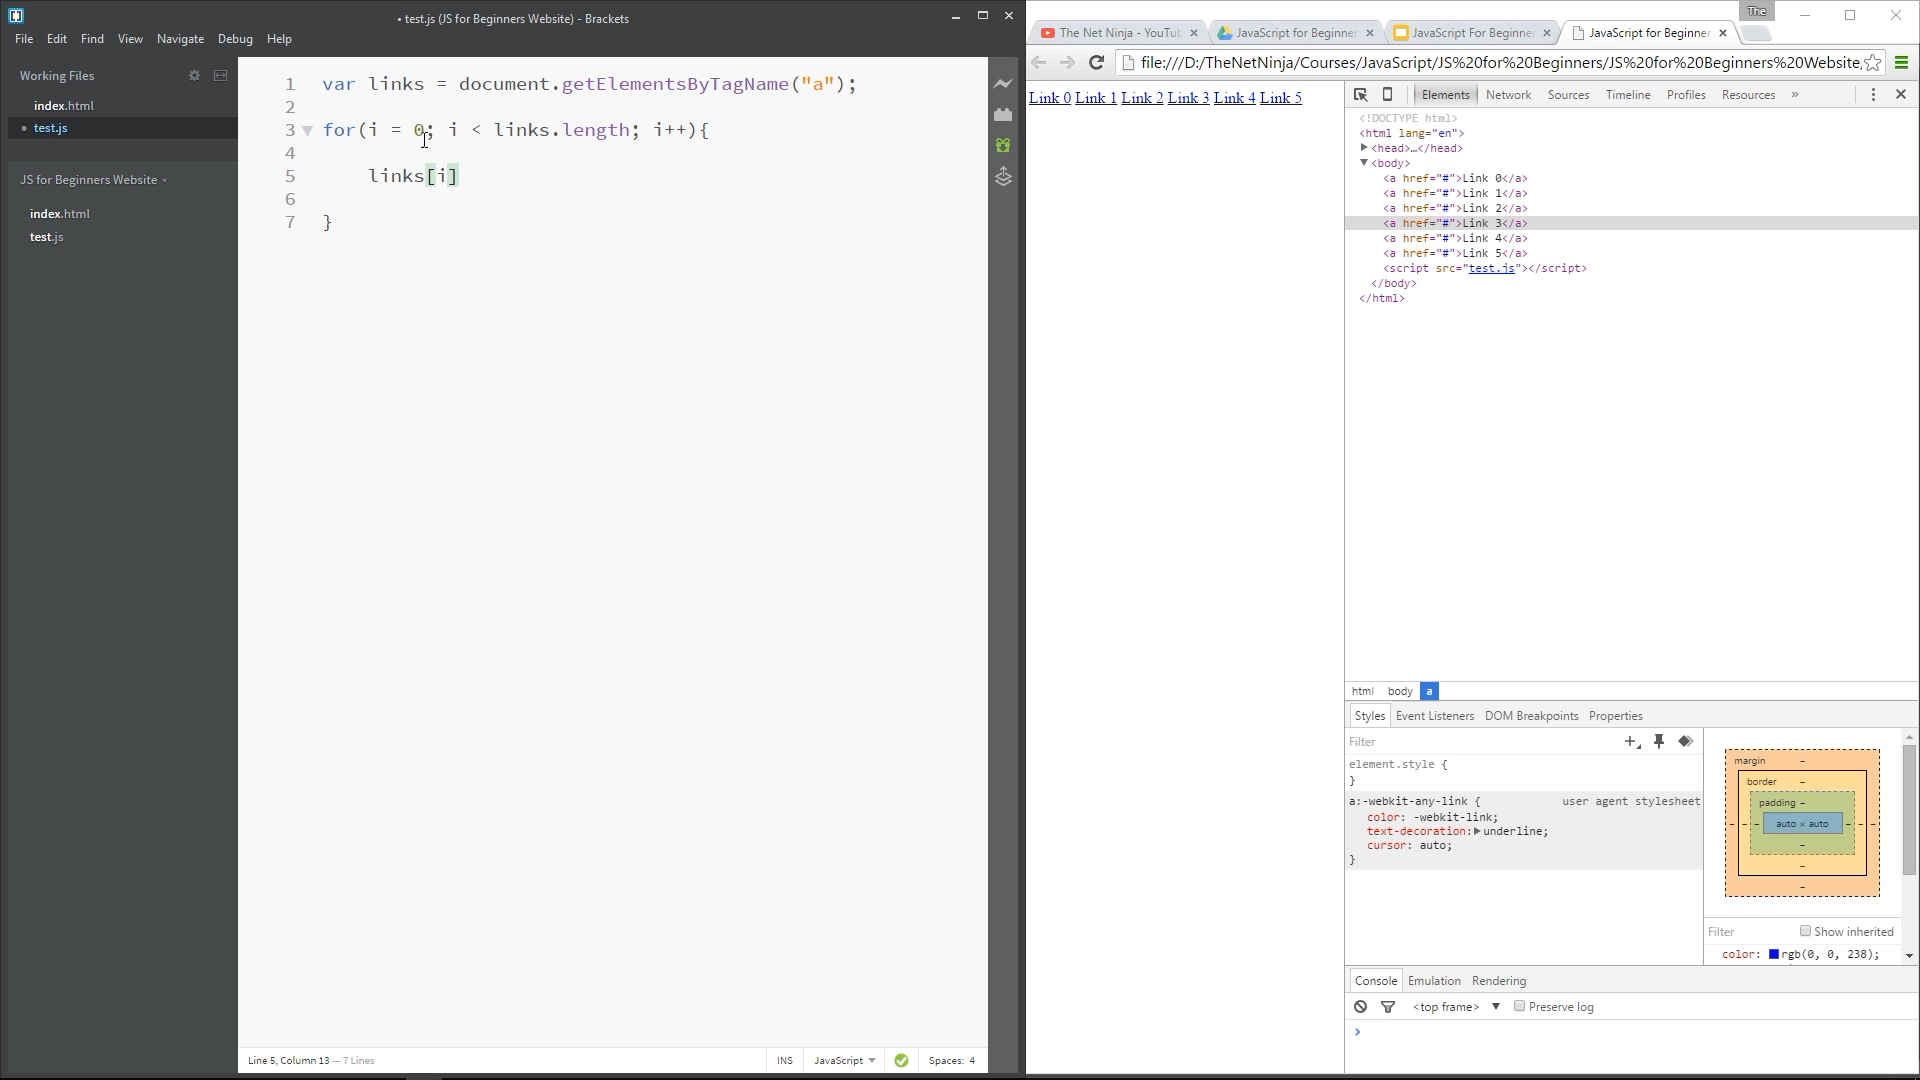 • test.js (JS for Beginners Website) - Brackets
File Edit Find View Navigate Debug Help
Working Files
index.html
• test.js
JS for Beginners Website
index.html
test.js
1 var links = document.getElementsByTagName("a");
2
3 for(i = 0; i < links.length; i++){
4
5 links[i]
6
7 }
Line 5, Column 13 — 7 Lines
INS JavaScript Spaces: 4
The
The Net Ninja - YouTu JavaScript for Beginner JavaScript For Beginner JavaScript for Beginner
file:///D:/TheNetNinja/Courses/JavaScript/JS%20for%20Beginners/JS%20for%20Beginners%20Website,
Link 0 Link 1 Link 2 Link 3 Link 4 Link 5
Elements Network Sources Timeline Profiles Resources »
<!DOCTYPE html>
<html lang="en">
<head>…</head>
<body>
<a href="#">Link 0</a>
<a href="#">Link 1</a>
<a href="#">Link 2</a>
<a href="#">Link 3</a>
<a href="#">Link 4</a>
<a href="#">Link 5</a>
<script src="test.js"></script>
</body>
</html>
html body a
Styles Event Listeners DOM Breakpoints Properties
Filter
element.style {
}
a:-webkit-any-link { user agent stylesheet
color: -webkit-link;
text-decoration: underline;
cursor: auto;
}
margin –
border –
padding –
– – – auto × auto – – –
–
–
–
Filter Show inherited
color: rgb(0, 0, 238);
Console Emulation Rendering
<top frame> Preserve log
>